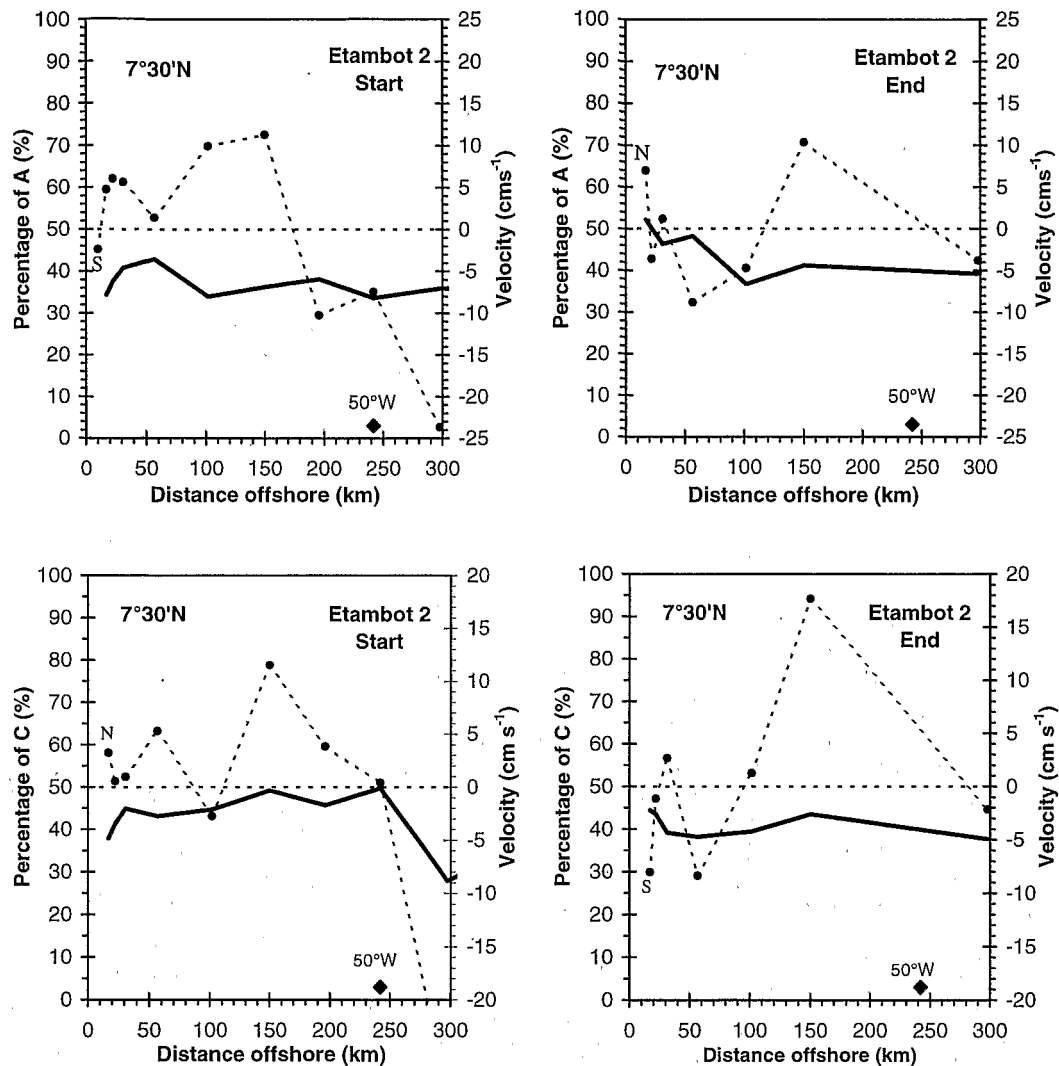 Etambot 2
Start
7°30'N
Percentage of A (%)
100
90
80
70
60
50
40
30
20
10
0
S
50°W
25
20
15
10
5
0
-5
-10
-15
-20
-25
Velocity (cms⁻¹)
0 50 100 150 200 250 300
Distance offshore (km)
Etambot 2
End
7°30'N
Percentage of A (%)
100
90
80
70
60
50
40
30
20
10
0
N
50°W
25
20
15
10
5
0
-5
-10
-15
-20
-25
Velocity (cms⁻¹)
0 50 100 150 200 250 300
Distance offshore (km)
Etambot 2
Start
7°30'N
Percentage of C (%)
100
90
80
70
60
50
40
30
50
10
0
N
50°W
20
15
10
5
0
-5
-10
-15
-20
Velocity (cm s⁻¹)
0 50 100 150 200 250 300
Distance offshore (km)
Etambot 2
End
7°30'N
Percentage of C (%)
100
90
80
70
60
55
50
40
30
50
10
0
S
50°W
20
15
10
5
0
-5
-10
-15
-20
Velocity (cm s⁻¹)
0 50 100 150 200 250 300
Distance offshore (km)